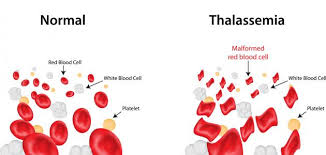 Normal
Red Blood Cell
White Blood Cell
Platelet
Thalassemia
Malformed
red blood cell
White Blood Cell
Platelet